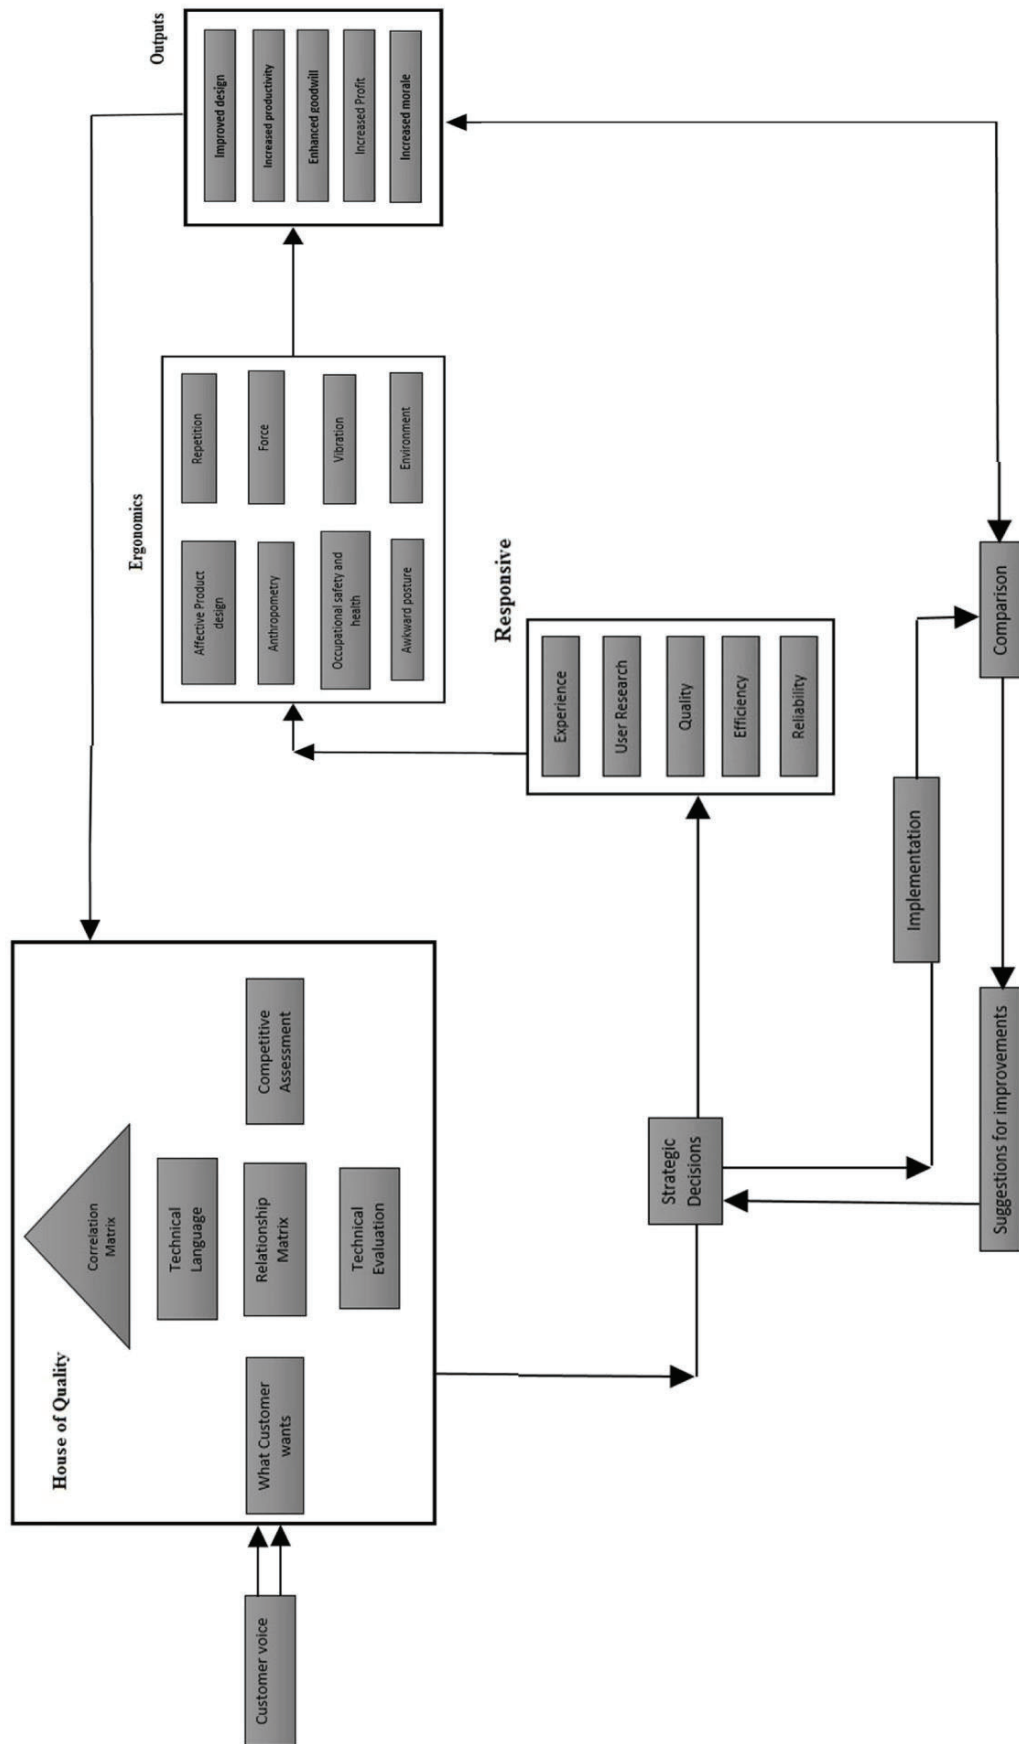 Customer voice
House of Quality
Correlation
Matrix
Technical
Language
What Customer
wants
Relationship
Matrix
Competitive
Assessment
Technical
Evaluation
Strategic
Decisions
Responsive
Experience
User Research
Quality
Efficiency
Reliability
Ergonomics
Affective Product
design
Repetition
Anthropometry
Force
Occupational safety and
health
Vibration
Awkward posture
Environment
Outputs
Improved design
Increased productivity
Enhanced goodwill
Increased Profit
Increased morale
Implementation
Suggestions for improvements
Comparison